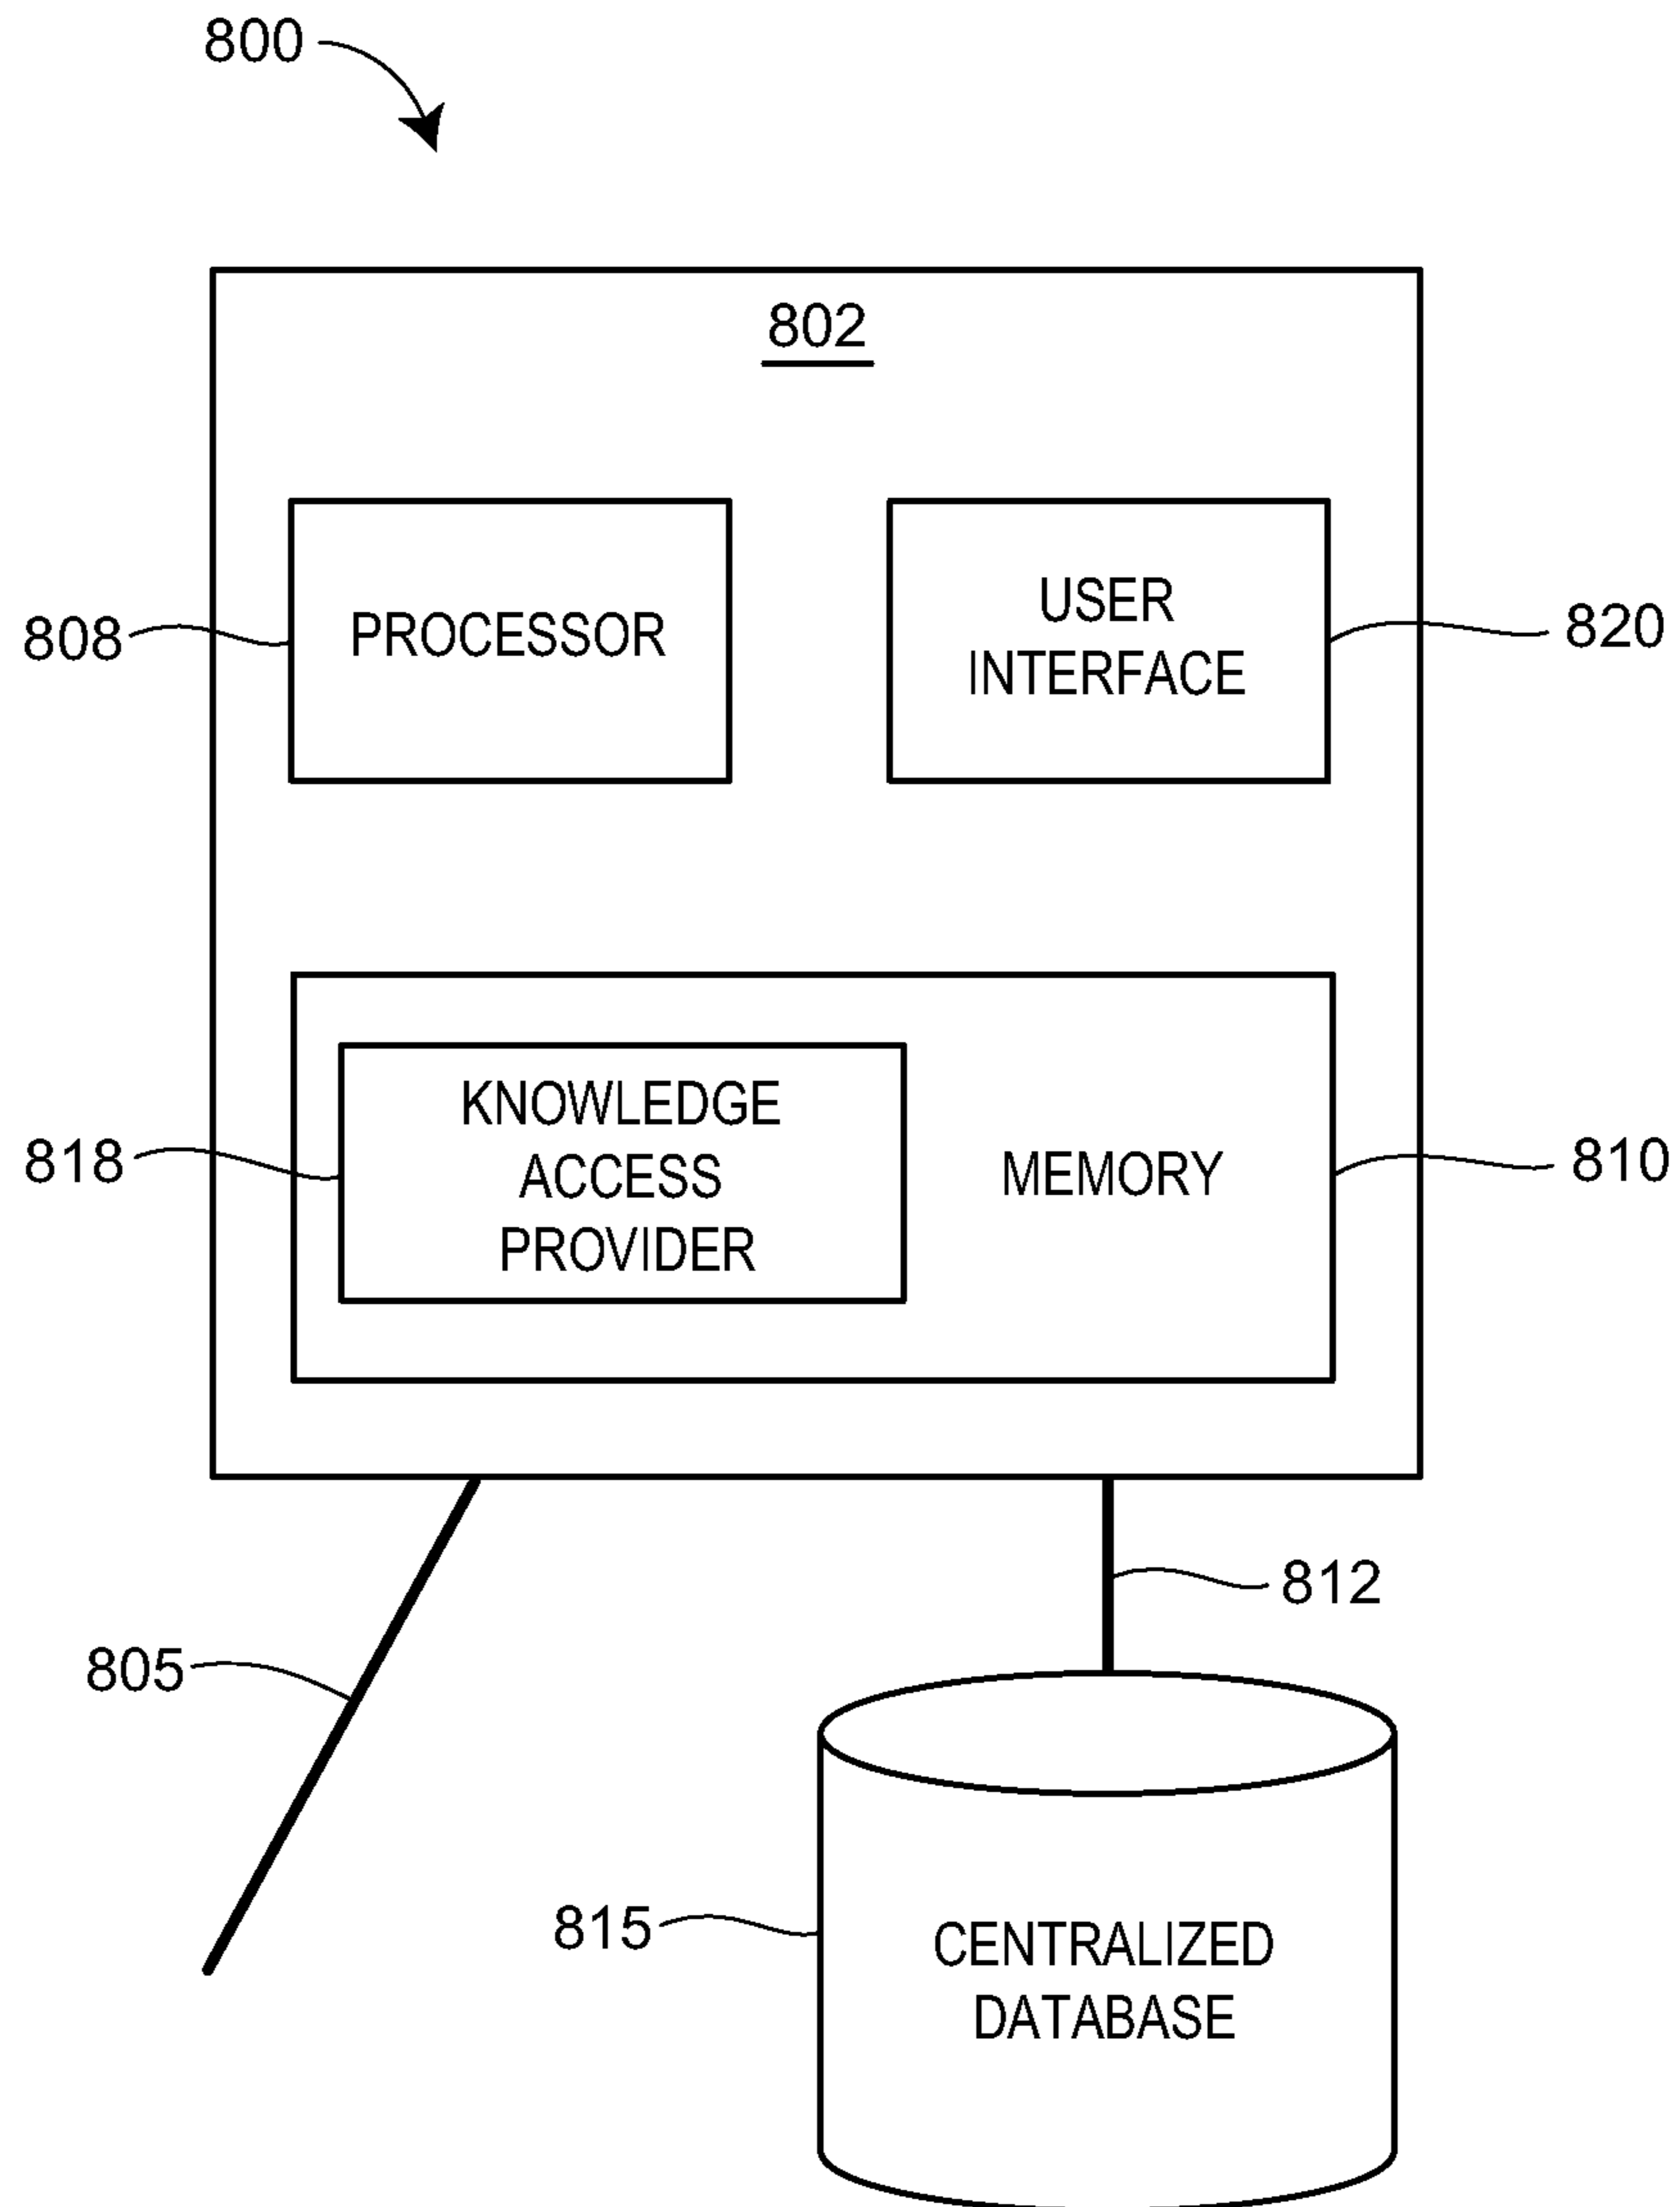 800
802
808
PROCESSOR
USER
INTERFACE
820
818
KNOWLEDGE
ACCESS
PROVIDER
MEMORY
810
812
805
815
CENTRALIZED
DATABASE